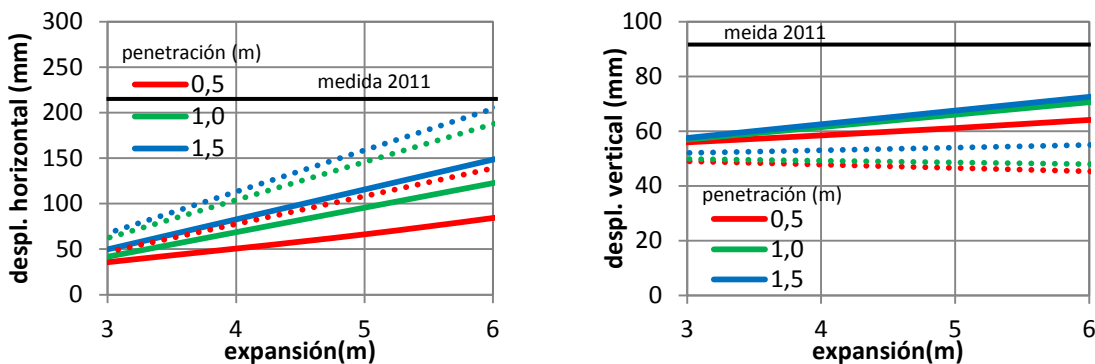 despl. horizontal (mm)
300
250
200
150
100
50
0
penetración (m)
0,5
1,0
1,5
medida 2011
3 4 5 6
expansión(m)
despl. vertical (mm)
100
80
60
40
20
0
meida 2011
penetración (m)
0,5
1,0
1,5
3 4 5 6
expansión(m)